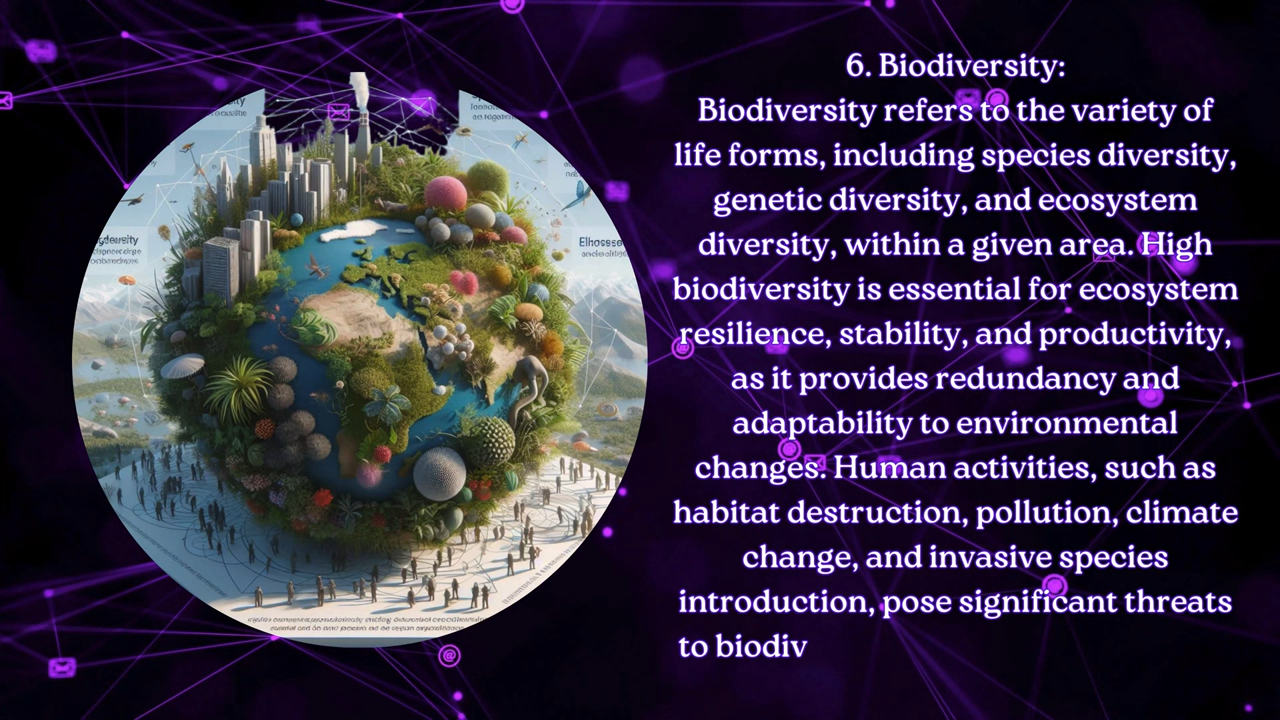 6. Biodiversity:
Biodiversity refers to the variety of
life forms, including species diversity,
genetic diversity, and ecosystem
diversity, within a given area. High
biodiversity is essential for ecosystem
resilience, stability, and productivity,
as it provides redundancy and
adaptability to environmental
changes. Human activities, such as
habitat destruction, pollution, climate
change, and invasive species
introduction, pose significant threats
to biodiv